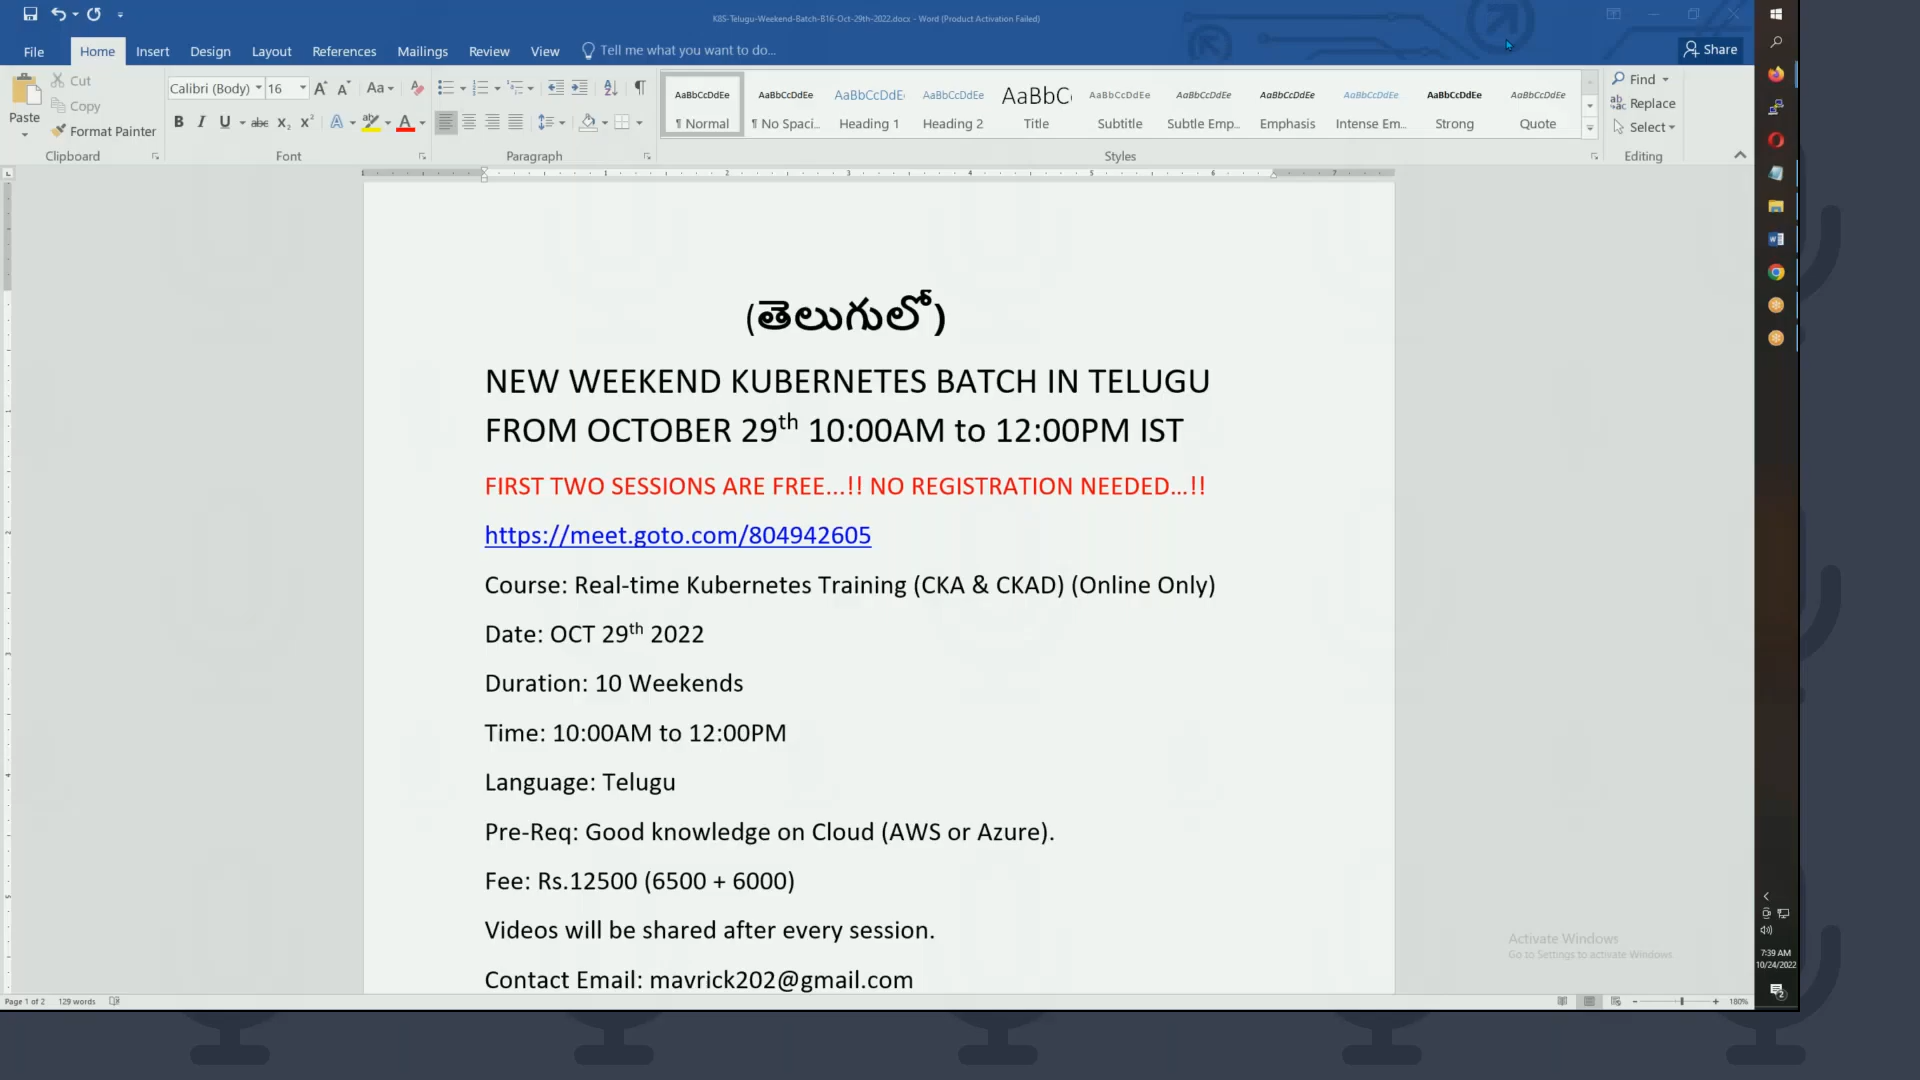 K8S-Telugu-Weekend-Batch-B16-Oct-29th-2022.docx - Word (Product Activation Failed)
File Home Insert Design Layout References Mailings Review View Tell me what you want to do... Share
Paste Cut Copy Format Painter
Clipboard
Calibri (Body) 16
Font
Paragraph
AaBbCcDdEe AaBbCcDdEe AaBbCcDdE AaBbCcDdEe AaBbC AaBbCcDdEe AaBbCcDdEe AaBbCcDdEe AaBbCcDdEe AaBbCcDdEe AaBbCcDdEe
¶ Normal ¶ No Spaci... Heading 1 Heading 2 Title Subtitle Subtle Emp... Emphasis Intense Em... Strong Quote
Styles
Find
Replace
Select
Editing
(తెలుగులో)
NEW WEEKEND KUBERNETES BATCH IN TELUGU
FROM OCTOBER 29th 10:00AM to 12:00PM IST
FIRST TWO SESSIONS ARE FREE...!! NO REGISTRATION NEEDED...!!
https://meet.goto.com/804942605
Course: Real-time Kubernetes Training (CKA & CKAD) (Online Only)
Date: OCT 29th 2022
Duration: 10 Weekends
Time: 10:00AM to 12:00PM
Language: Telugu
Pre-Req: Good knowledge on Cloud (AWS or Azure).
Fee: Rs.12500 (6500 + 6000)
Videos will be shared after every session.
Contact Email: mavrick202@gmail.com
Activate Windows
Go to Settings to activate Windows.
7:39 AM
10/24/2022
Page 1 of 2 129 words
180%